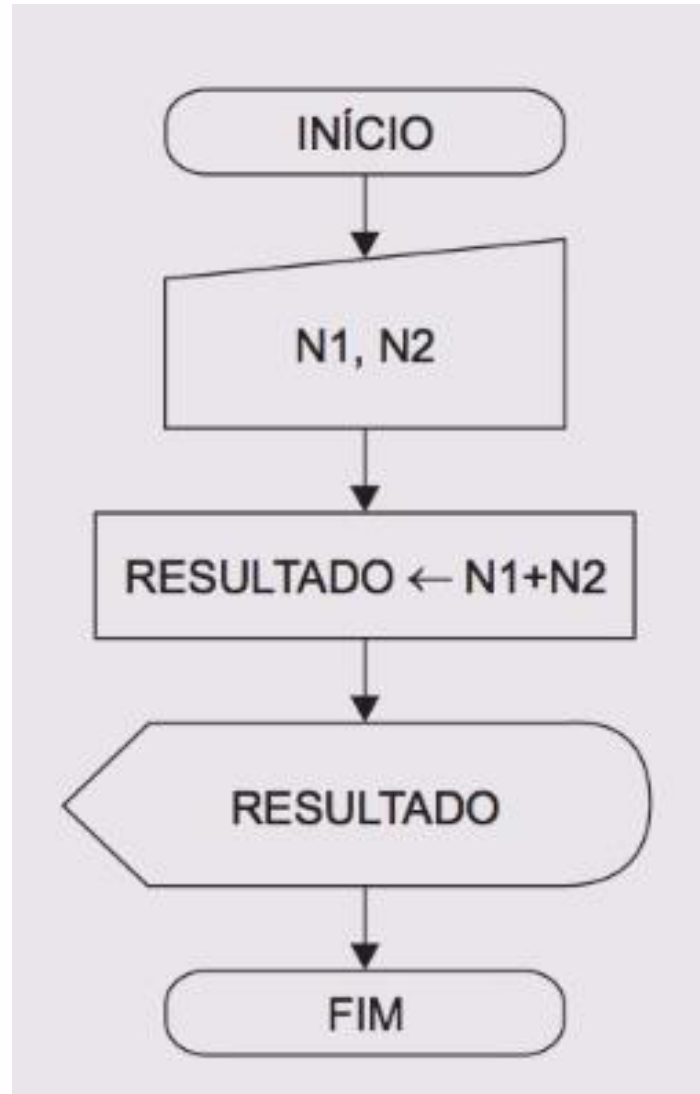 INÍCIO
N1, N2
RESULTADO ← N1+N2
RESULTADO
FIM